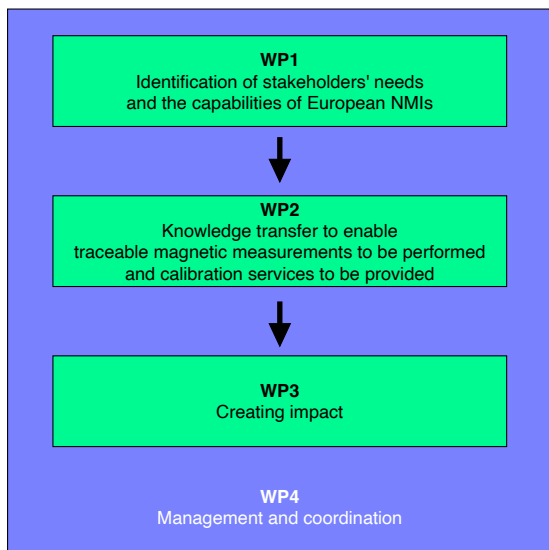 WP1
Identification of stakeholders' needs
and the capabilities of European NMIs
WP2
Knowledge transfer to enable
traceable magnetic measurements to be performed
and calibration services to be provided
WP3
Creating impact
WP4
Management and coordination